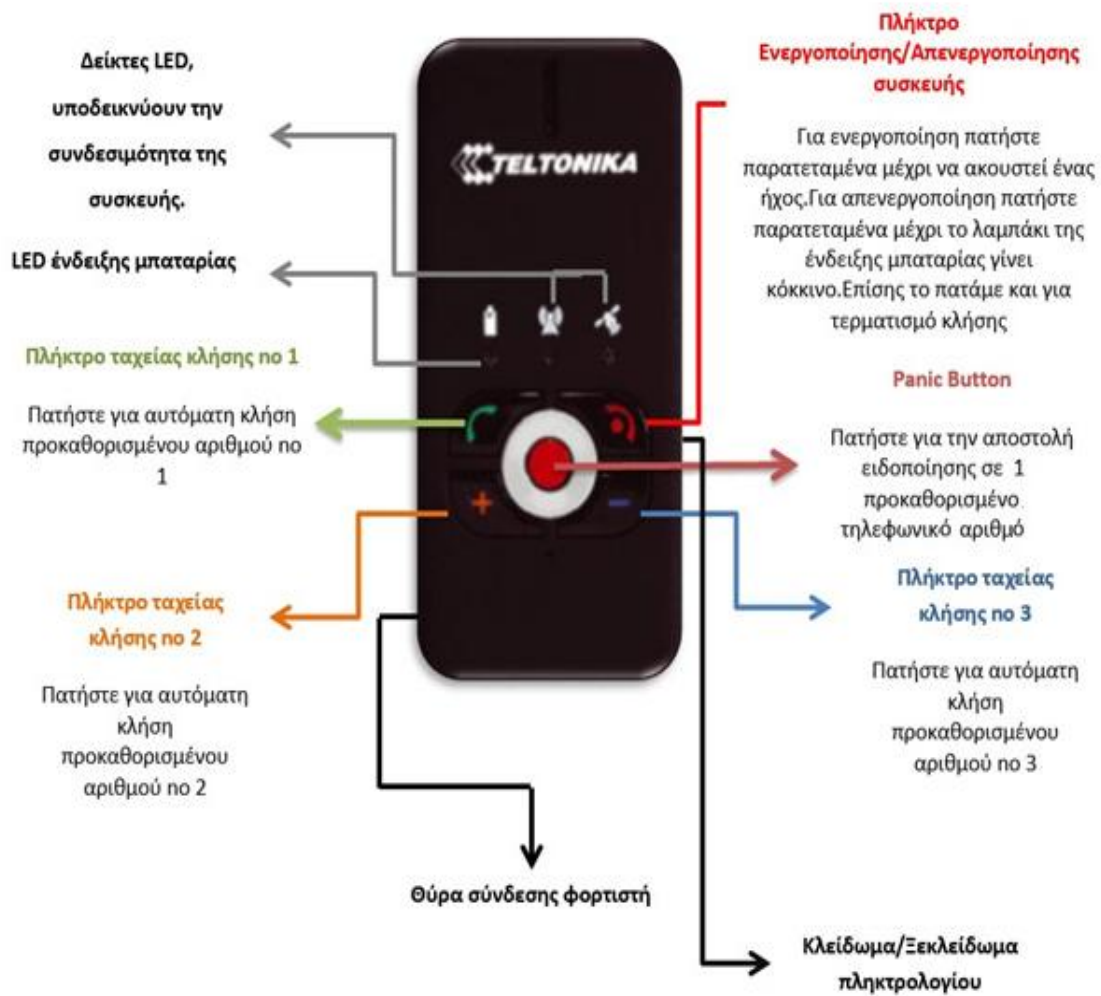 Δείκτες LED,
υποδεικνύουν την
συνδεσιμότητα της
συσκευής.
LED ένδειξης μπαταρίας
Πλήκτρο ταχείας κλήσης no 1
Πατήστε για αυτόματη κλήση
προκαθορισμένου αριθμού no
1
Πλήκτρο ταχείας
κλήσης no 2
Πατήστε για αυτόματη
κλήση
προκαθορισμένου
αριθμού no 2
TELTONIKA
Θύρα σύνδεσης φορτιστή
Πλήκτρο
Ενεργοποίησης/Απενεργοποίησης
συσκευής
Για ενεργοποίηση πατήστε
παρατεταμένα μέχρι να ακουστεί ένας
ήχος.Για απενεργοποίηση πατήστε
παρατεταμένα μέχρι το λαμπάκι της
ένδειξης μπαταρίας γίνει
κόκκινο.Επίσης το πατάμε και για
τερματισμό κλήσης
Panic Button
Πατήστε για την αποστολή
ειδοποίησης σε 1
προκαθορισμένο
τηλεφωνικό αριθμό
Πλήκτρο ταχείας
κλήσης no 3
Πατήστε για αυτόματη
κλήση
προκαθορισμένου
αριθμού no 3
Κλείδωμα/Ξεκλείδωμα
πληκτρολογίου